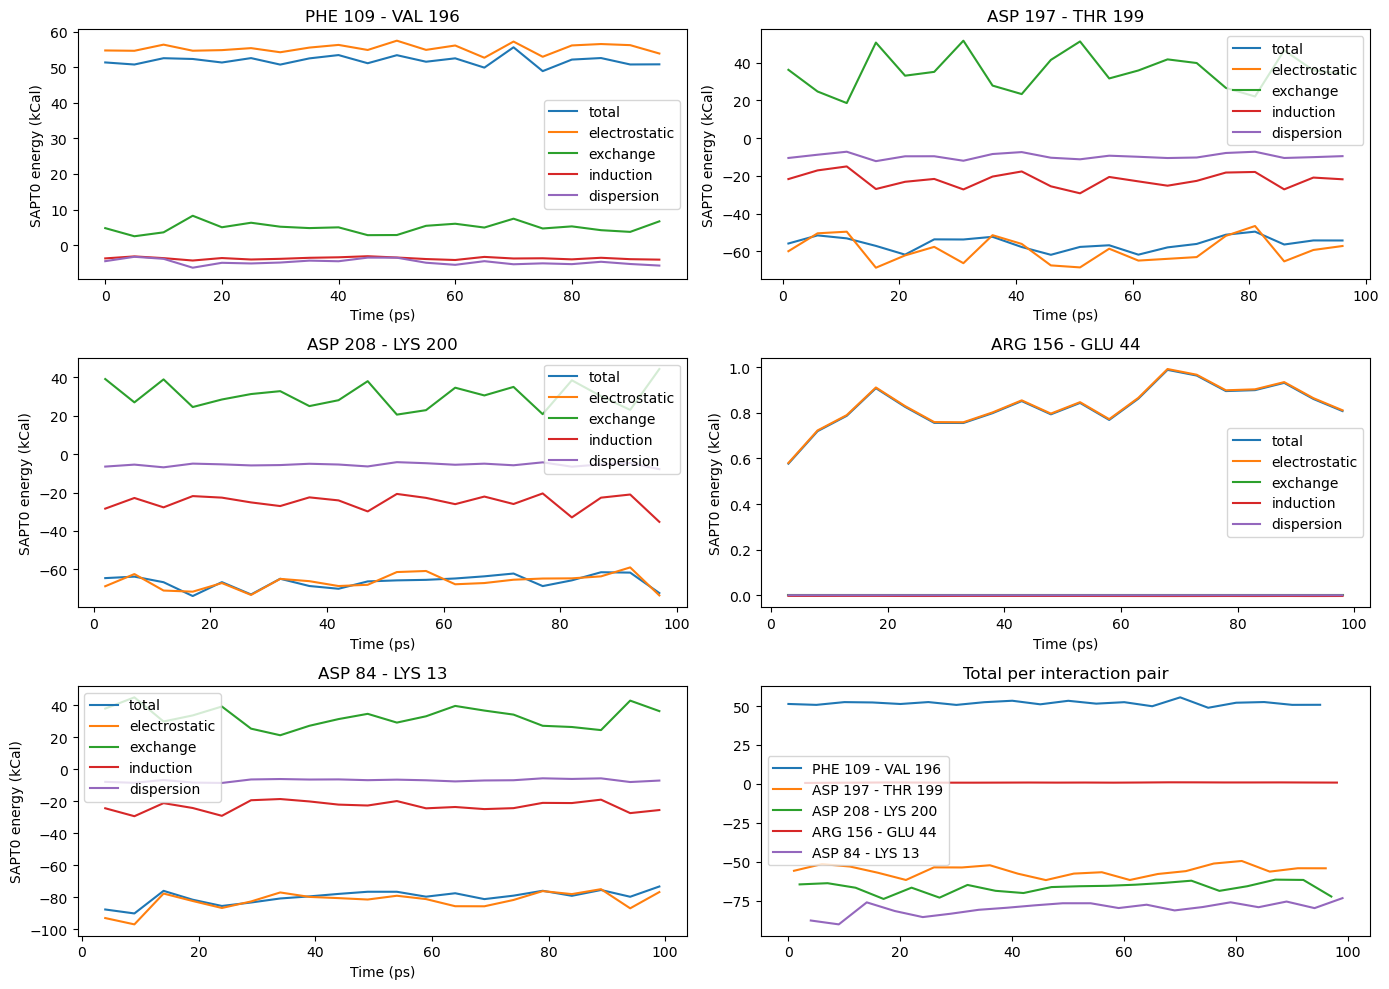 PHE 109 - VAL 196
60
50
40
30
20
10
0
SAPT0 energy (kCal)
total
electrostatic
exchange
induction
dispersion
0 20 40 60 80
Time (ps)
ASP 197 - THR 199
40
20
0
−20
−40
−60
SAPT0 energy (kCal)
total
electrostatic
exchange
induction
dispersion
0 20 40 60 80 100
Time (ps)
ASP 208 - LYS 200
40
20
0
−20
−40
−60
SAPT0 energy (kCal)
total
electrostatic
exchange
induction
dispersion
0 20 40 60 80 100
Time (ps)
ARG 156 - GLU 44
1.0
0.8
0.6
0.4
0.2
0.0
SAPT0 energy (kCal)
total
electrostatic
exchange
induction
dispersion
0 20 40 60 80 100
Time (ps)
ASP 84 - LYS 13
40
20
0
−20
−40
−60
−80
−100
SAPT0 energy (kCal)
total
electrostatic
exchange
induction
dispersion
0 20 40 60 80 100
Time (ps)
Total per interaction pair
50
25
0
−25
−50
−75
PHE 109 - VAL 196
ASP 197 - THR 199
ASP 208 - LYS 200
ARG 156 - GLU 44
ASP 84 - LYS 13
0 20 40 60 80 100